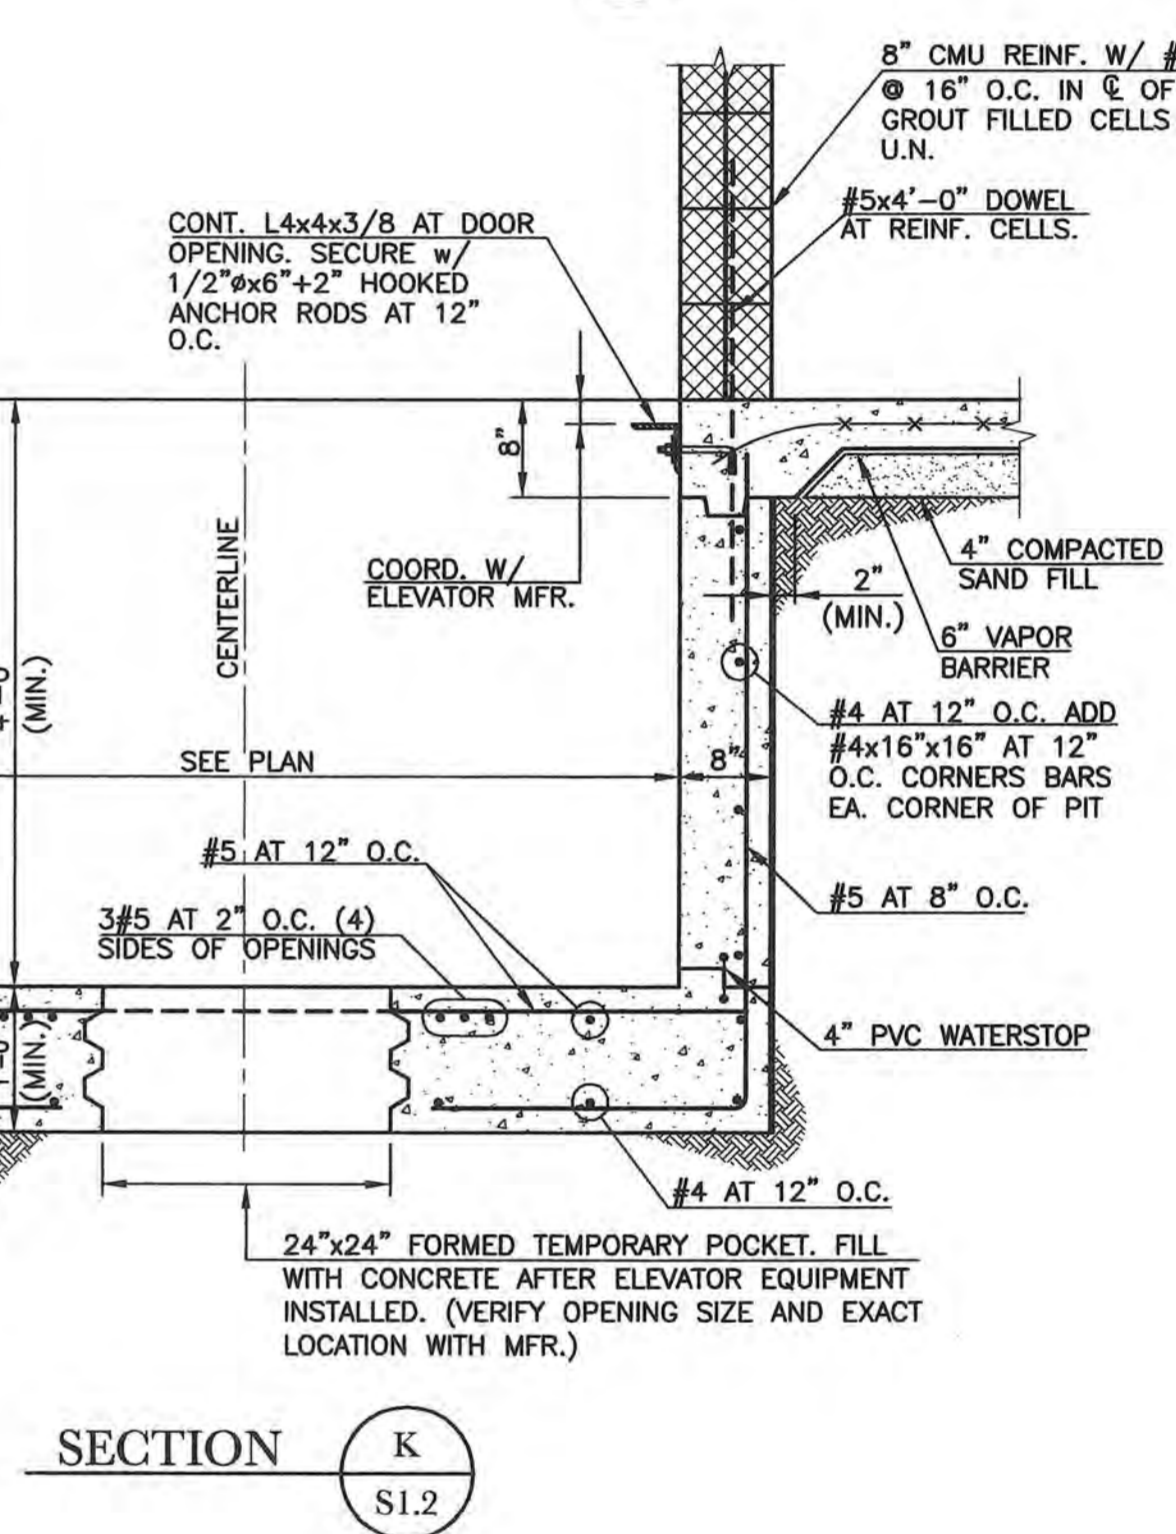 8" CMU REINF. W/ #
@ 16" O.C. IN ℄ OF
GROUT FILLED CELLS
U.N.
#5x4'-0" DOWEL
AT REINF. CELLS.
CONT. L4x4x3/8 AT DOOR
OPENING. SECURE w/
1/2"øx6"+2" HOOKED
ANCHOR RODS AT 12"
O.C.
8"
CENTERLINE
COORD. W/
ELEVATOR MFR.
4" COMPACTED
SAND FILL
2"
(MIN.)
6" VAPOR
BARRIER
(MIN.)
#4 AT 12" O.C. ADD
#4x16"x16" AT 12"
O.C. CORNERS BARS
EA. CORNER OF PIT
SEE PLAN
8"
#5 AT 12" O.C.
#5 AT 8" O.C.
3#5 AT 2" O.C. (4)
SIDES OF OPENINGS
4" PVC WATERSTOP
(MIN.)
#4 AT 12" O.C.
24"x24" FORMED TEMPORARY POCKET. FILL
WITH CONCRETE AFTER ELEVATOR EQUIPMENT
INSTALLED. (VERIFY OPENING SIZE AND EXACT
LOCATION WITH MFR.)
SECTION
K
S1.2